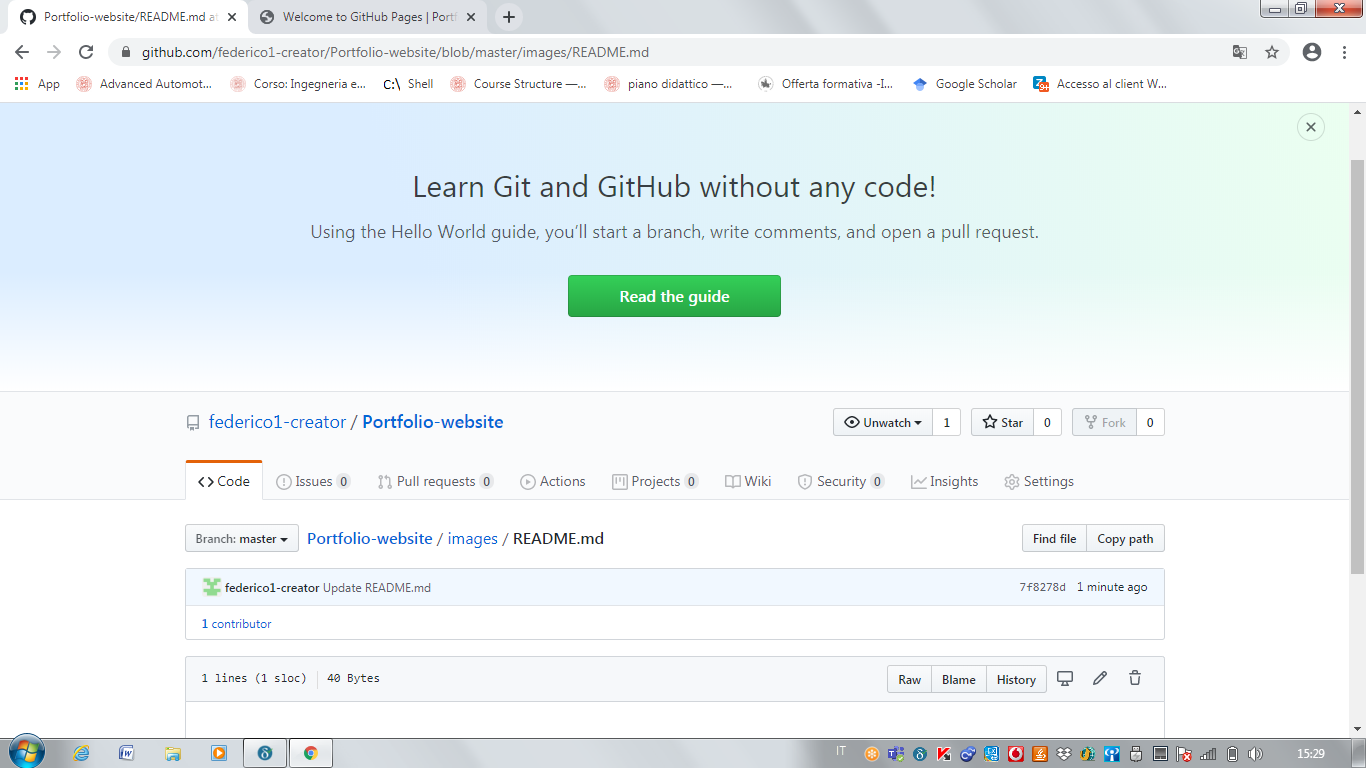 Portfolio-website/README.md at
Welcome to GitHub Pages | Portf
github.com/federico1-creator/Portfolio-website/blob/master/images/README.md
App
Advanced Automot...
Corso: Ingegneria e...
C:\ Shell
Course Structure —...
piano didattico —...
Offerta formativa -I...
Google Scholar
Accesso al client W...
Learn Git and GitHub without any code!
Using the Hello World guide, you’ll start a branch, write comments, and open a pull request.
Read the guide
federico1-creator / Portfolio-website
Unwatch 1
Star 0
Fork 0
Code
Issues 0
Pull requests 0
Actions
Projects 0
Wiki
Security 0
Insights
Settings
Branch: master
Portfolio-website / images / README.md
Find file
Copy path
federico1-creator Update README.md
7f8278d 1 minute ago
1 contributor
1 lines (1 sloc) 40 Bytes
Raw
Blame
History
IT
15:29